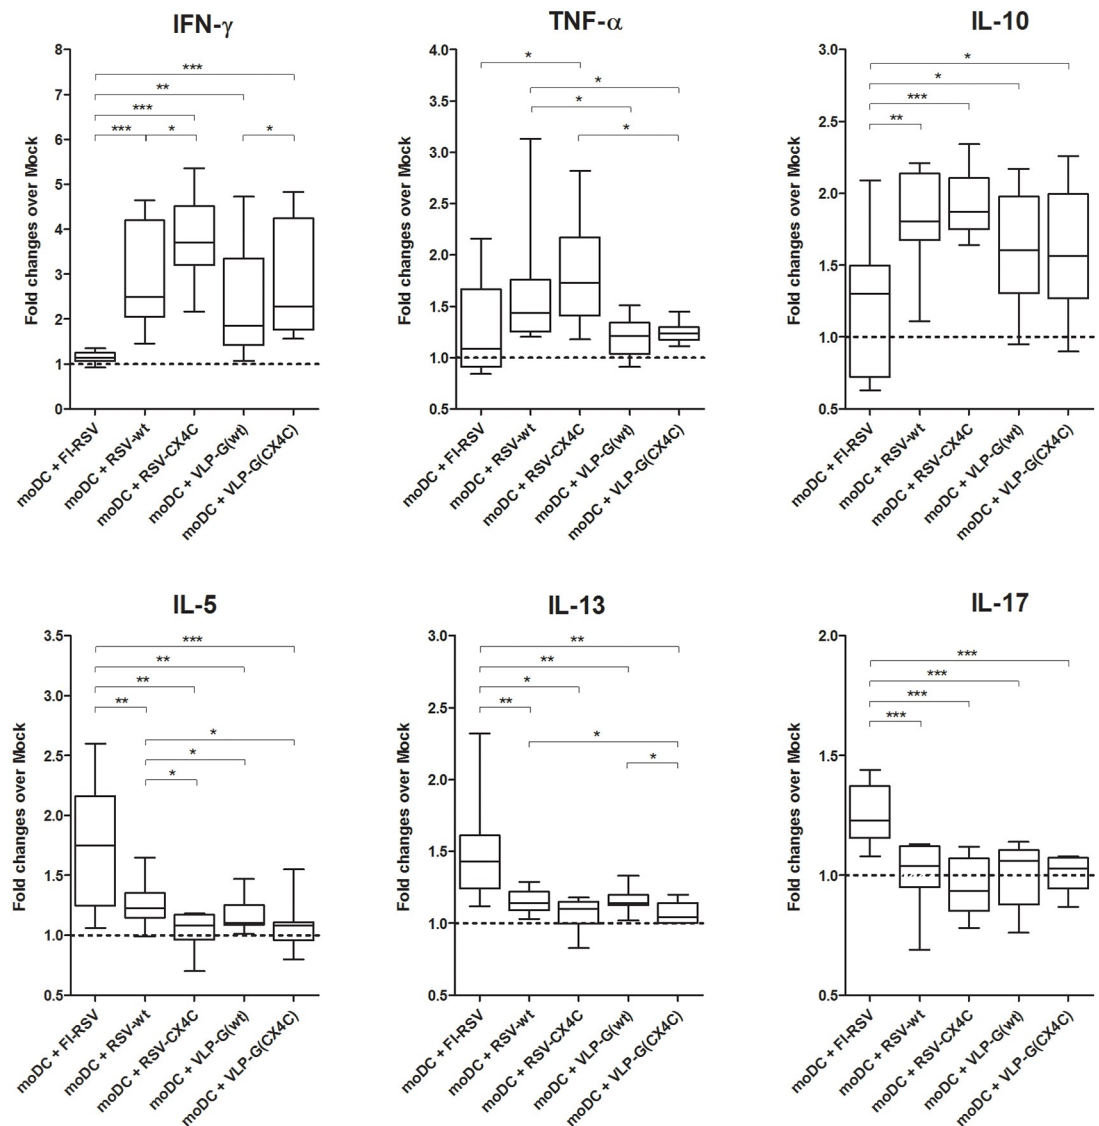 IFN-γ
TNF-α
IL-10
Fold changes over Mock
8
7
6
5
4
3
2
1
0
***
**
***
***
*
*
moDC + FI-RSV
moDC + RSV-wt
moDC + RSV-CX4C
moDC + VLP-G(wt)
moDC + VLP-G(CX4C)
Fold changes over Mock
4.0
3.5
3.0
2.5
2.0
1.5
1.0
0.5
*
*
*
*
moDC + FI-RSV
moDC + RSV-wt
moDC + RSV-CX4C
moDC + VLP-G(wt)
moDC + VLP-G(CX4C)
Fold changes over Mock
3.0
2.5
2.0
1.5
1.0
0.5
*
*
***
**
moDC + FI-RSV
moDC + RSV-wt
moDC + RSV-CX4C
moDC + VLP-G(wt)
moDC + VLP-G(CX4C)
IL-5
IL-13
IL-17
Fold changes over Mock
3.5
3.0
2.5
2.0
1.5
1.0
0.5
***
**
**
**
*
*
*
moDC + FI-RSV
moDC + RSV-wt
moDC + RSV-CX4C
moDC + VLP-G(wt)
moDC + VLP-G(CX4C)
Fold changes over Mock
3.0
2.5
2.0
1.5
1.0
0.5
**
**
*
**
*
*
moDC + FI-RSV
moDC + RSV-wt
moDC + RSV-CX4C
moDC + VLP-G(wt)
moDC + VLP-G(CX4C)
Fold changes over Mock
2.0
1.5
1.0
0.5
***
***
***
***
moDC + FI-RSV
moDC + RSV-wt
moDC + RSV-CX4C
moDC + VLP-G(wt)
moDC + VLP-G(CX4C)